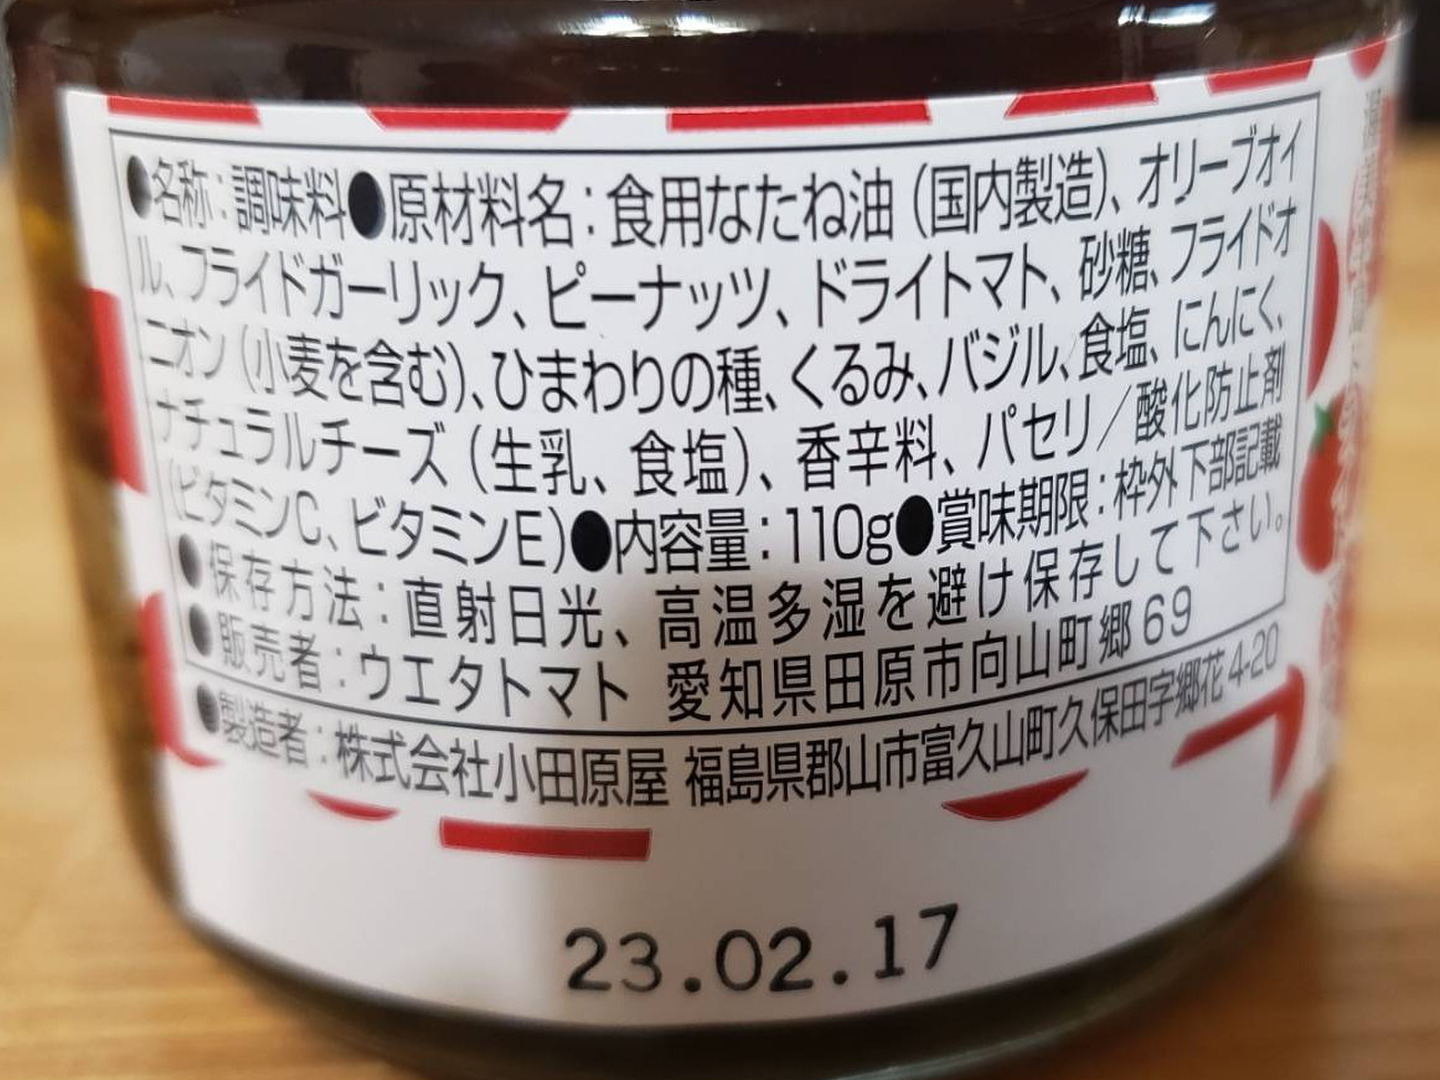 ●名称：調味料●原材料名：食用なたね油（国内製造）、オリーブオイ
ル、フライドガーリック、ピーナッツ、ドライトマト、砂糖、フライドオ
ニオン（小麦を含む）、ひまわりの種、くるみ、バジル、食塩、にんにく、
ナチュラルチーズ（生乳、食塩）、香辛料、パセリ／酸化防止剤
（ビタミンC、ビタミンE）●内容量：110g●賞味期限：枠外下部記載
●保存方法：直射日光、高温多湿を避け保存して下さい。
●販売者：ウエタトマト 愛知県田原市向山町郷69
●製造者：株式会社小田原屋 福島県郡山市富久山町久保田字郷花4-20
23.02.17